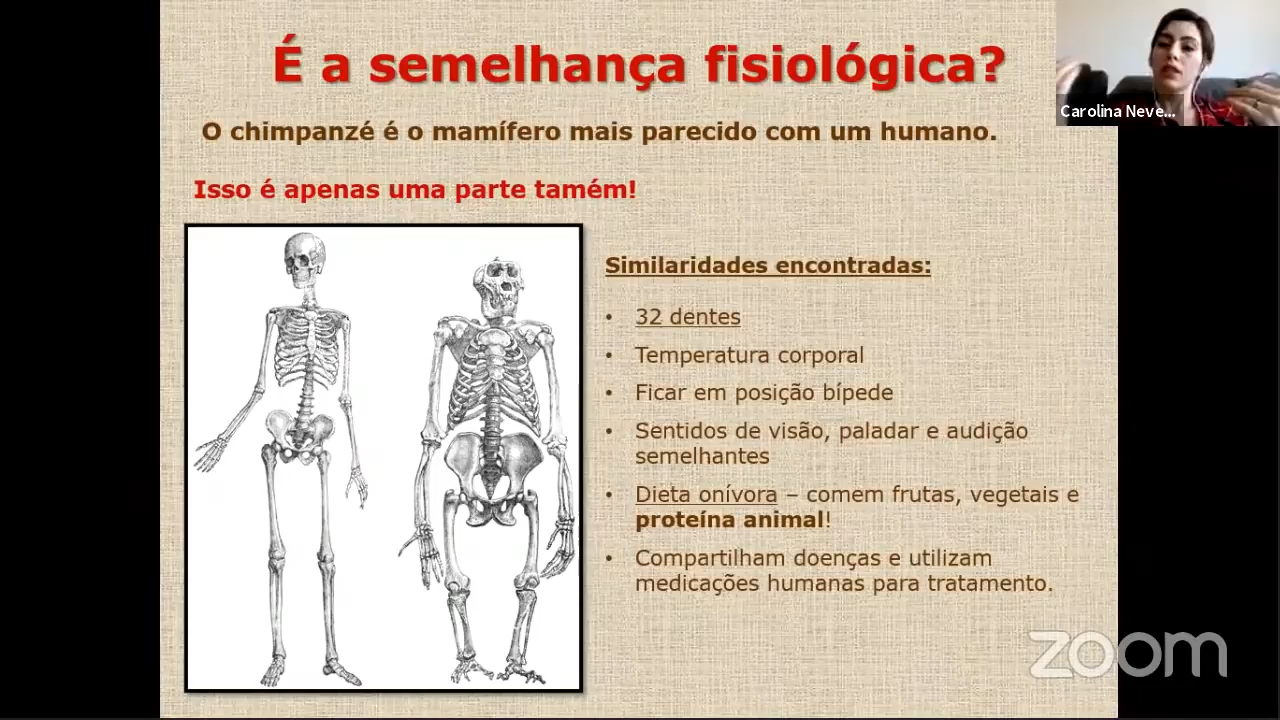 É a semelhança fisiológica?
Carolina Neve...
O chimpanzé é o mamífero mais parecido com um humano.
Isso é apenas uma parte tamém!
Similaridades encontradas:
• 32 dentes
• Temperatura corporal
• Ficar em posição bípede
• Sentidos de visão, paladar e audição
semelhantes
• Dieta onívora – comem frutas, vegetais e
proteína animal!
• Compartilham doenças e utilizam
medicações humanas para tratamento.
zoom